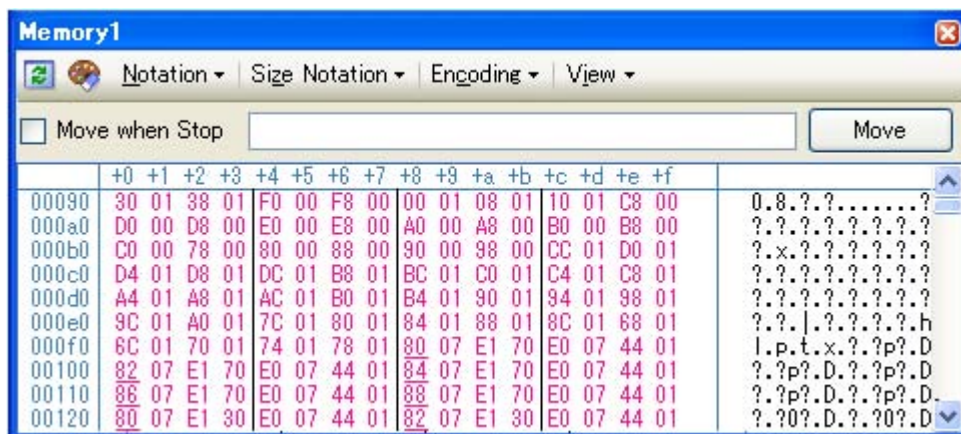 Memory1
Notation Size Notation Encoding View
Move when Stop Move
+0 +1 +2 +3 +4 +5 +6 +7 +8 +9 +a +b +c +d +e +f
00090 30 01 38 01 F0 00 F8 00 00 01 08 01 10 01 C8 00 0.8.?.?.......?
000a0 D0 00 D8 00 E0 00 E8 00 A0 00 A8 00 B0 00 B8 00 ?.?.?.?.?.?.?.?
000b0 C0 00 78 00 80 00 88 00 90 00 98 00 CC 01 D0 01 ?.x.?.?.?.?.?.?
000c0 D4 01 D8 01 DC 01 B8 01 BC 01 C0 01 C4 01 C8 01 ?.?.?.?.?.?.?.?
000d0 A4 01 A8 01 AC 01 B0 01 B4 01 90 01 94 01 98 01 ?.?.?.?.?.?.?.?
000e0 9C 01 A0 01 7C 01 80 01 84 01 88 01 8C 01 68 01 ?.?.|.?.?.?.?.h
000f0 6C 01 70 01 74 01 78 01 80 07 E1 70 E0 07 44 01 l.p.t.x.?.?p?.D
00100 82 07 E1 70 E0 07 44 01 84 07 E1 70 E0 07 44 01 ?.?p?.D.?.?p?.D
00110 86 07 E1 70 E0 07 44 01 88 07 E1 70 E0 07 44 01 ?.?p?.D.?.?p?.D.
00120 80 07 E1 30 E0 07 44 01 82 07 E1 30 E0 07 44 01 ?.?0?.D.?.?0?.D